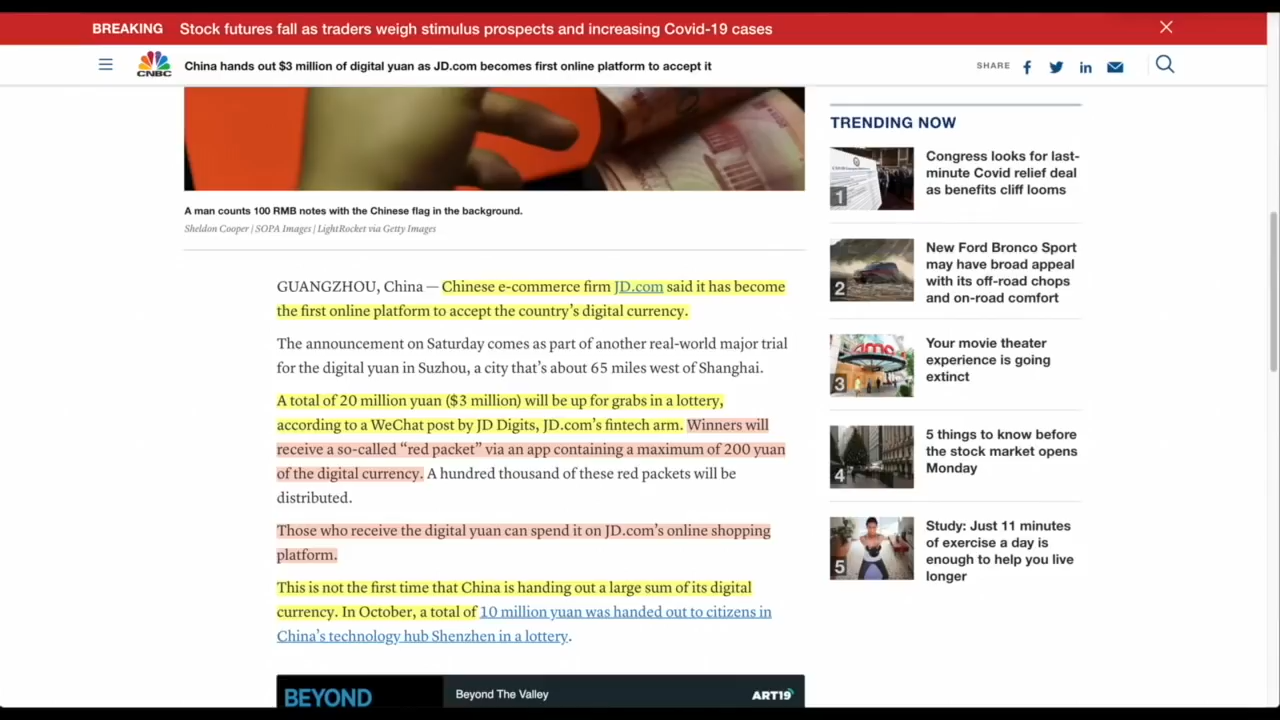 BREAKING Stock futures fall as traders weigh stimulus prospects and increasing Covid-19 cases
CNBC
China hands out $3 million of digital yuan as JD.com becomes first online platform to accept it
SHARE
A man counts 100 RMB notes with the Chinese flag in the background.
Sheldon Cooper | SOPA Images | LightRocket via Getty Images
GUANGZHOU, China — Chinese e-commerce firm JD.com said it has become
the first online platform to accept the country’s digital currency.
The announcement on Saturday comes as part of another real-world major trial
for the digital yuan in Suzhou, a city that’s about 65 miles west of Shanghai.
A total of 20 million yuan ($3 million) will be up for grabs in a lottery,
according to a WeChat post by JD Digits, JD.com’s fintech arm. Winners will
receive a so-called “red packet” via an app containing a maximum of 200 yuan
of the digital currency. A hundred thousand of these red packets will be
distributed.
Those who receive the digital yuan can spend it on JD.com’s online shopping
platform.
This is not the first time that China is handing out a large sum of its digital
currency. In October, a total of 10 million yuan was handed out to citizens in
China’s technology hub Shenzhen in a lottery.
BEYOND
Beyond The Valley
ART19
TRENDING NOW
1
Congress looks for last-
minute Covid relief deal
as benefits cliff looms
2
New Ford Bronco Sport
may have broad appeal
with its off-road chops
and on-road comfort
amc
3
Your movie theater
experience is going
extinct
4
5 things to know before
the stock market opens
Monday
5
Study: Just 11 minutes
of exercise a day is
enough to help you live
longer